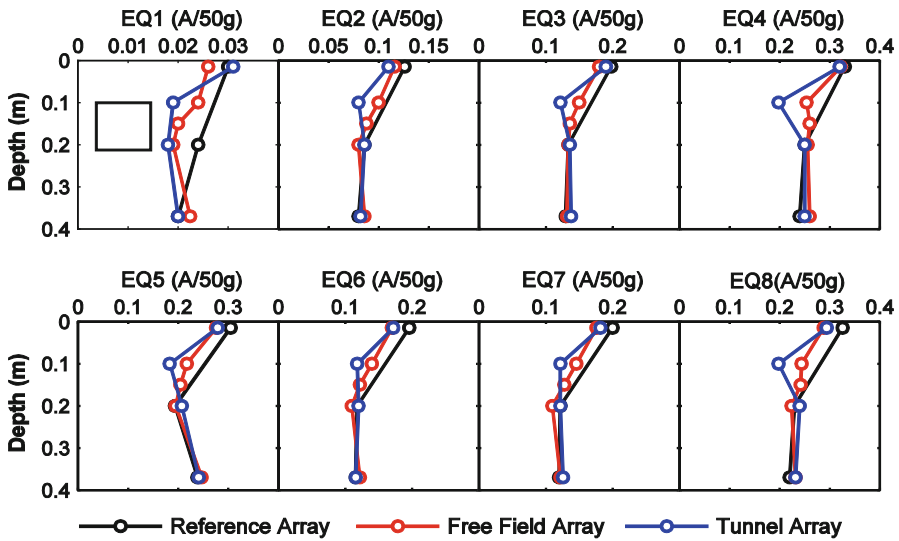 EQ1 (A/50g) EQ2 (A/50g) EQ3 (A/50g) EQ4 (A/50g)
0 0.01 0.02 0.03 0 0.05 0.1 0.15 0 0.1 0.2 0 0.1 0.2 0.3 0.4
0
0.1
0.2
0.3
0.4
Depth (m)
EQ5 (A/50g) EQ6 (A/50g) EQ7 (A/50g) EQ8(A/50g)
0 0.1 0.2 0.3 0 0.1 0.2 0 0.1 0.2 0 0.1 0.2 0.3 0.4
0
0.1
0.2
0.3
0.4
Depth (m)
Reference Array Free Field Array Tunnel Array